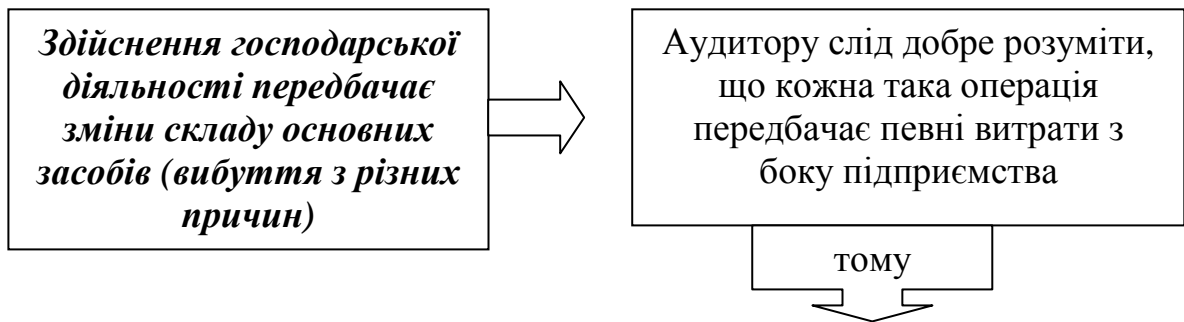 Здійснення господарської
діяльності передбачає
зміни складу основних
засобів (вибуття з різних
причин)
Аудитору слід добре розуміти,
що кожна така операція
передбачає певні витрати з
боку підприємства
тому